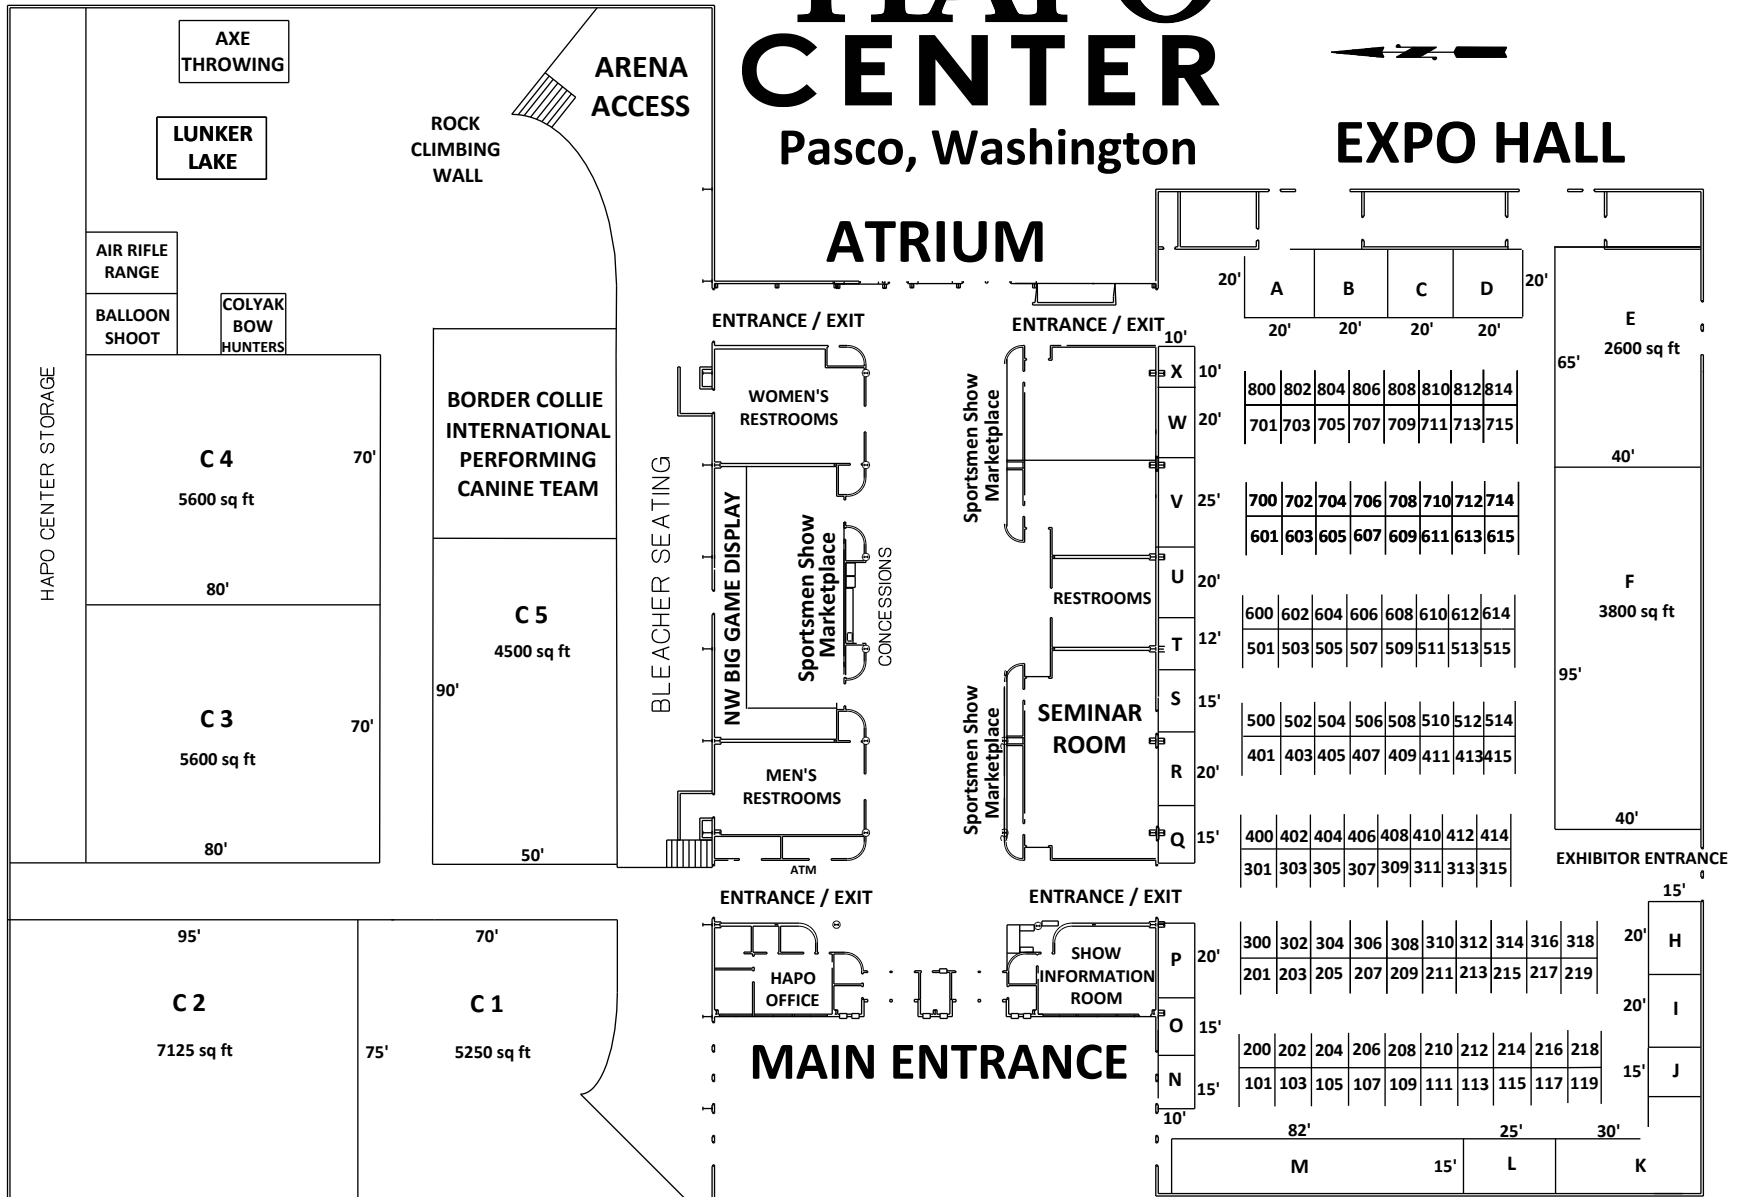 HAPO
CENTER
Pasco, Washington
ATRIUM
EXPO HALL
AXE
THROWING
LUNKER
LAKE
ROCK
CLIMBING
WALL
ARENA
ACCESS
AIR RIFLE
RANGE
BALLOON
SHOOT
COLYAK
BOW
HUNTERS
HAPO CENTER STORAGE
C 4
5600 sq ft
70'
80'
C 3
5600 sq ft
70'
80'
BORDER COLLIE
INTERNATIONAL
PERFORMING
CANINE TEAM
C 5
4500 sq ft
90'
50'
BLEACHER SEATING
95'
C 2
7125 sq ft
70'
C 1
75'
5250 sq ft
ENTRANCE / EXIT
WOMEN'S
RESTROOMS
NW BIG GAME DISPLAY
Sportsmen Show
Marketplace
CONCESSIONS
MEN'S
RESTROOMS
ATM
ENTRANCE / EXIT
HAPO
OFFICE
MAIN ENTRANCE
ENTRANCE / EXIT
Sportsmen Show
Marketplace
RESTROOMS
Sportsmen Show
Marketplace
SEMINAR
ROOM
ENTRANCE / EXIT
SHOW
INFORMATION
ROOM
10'
X 10'
W 20'
V 25'
U 20'
T 12'
S 15'
R 20'
Q 15'
P 20'
O 15'
N 15'
10'
20' A B C D 20'
20' 20' 20' 20'
E
2600 sq ft
65'
40'
F
3800 sq ft
95'
40'
800 802 804 806 808 810 812 814
701 703 705 707 709 711 713 715
700 702 704 706 708 710 712 714
601 603 605 607 609 611 613 615
600 602 604 606 608 610 612 614
501 503 505 507 509 511 513 515
500 502 504 506 508 510 512 514
401 403 405 407 409 411 413 415
400 402 404 406 408 410 412 414
301 303 305 307 309 311 313 315
EXHIBITOR ENTRANCE
15'
300 302 304 306 308 310 312 314 316 318
201 203 205 207 209 211 213 215 217 219
200 202 204 206 208 210 212 214 216 218
101 103 105 107 109 111 113 115 117 119
20' H
20' I
15' J
82' 25' 30'
M 15' L K